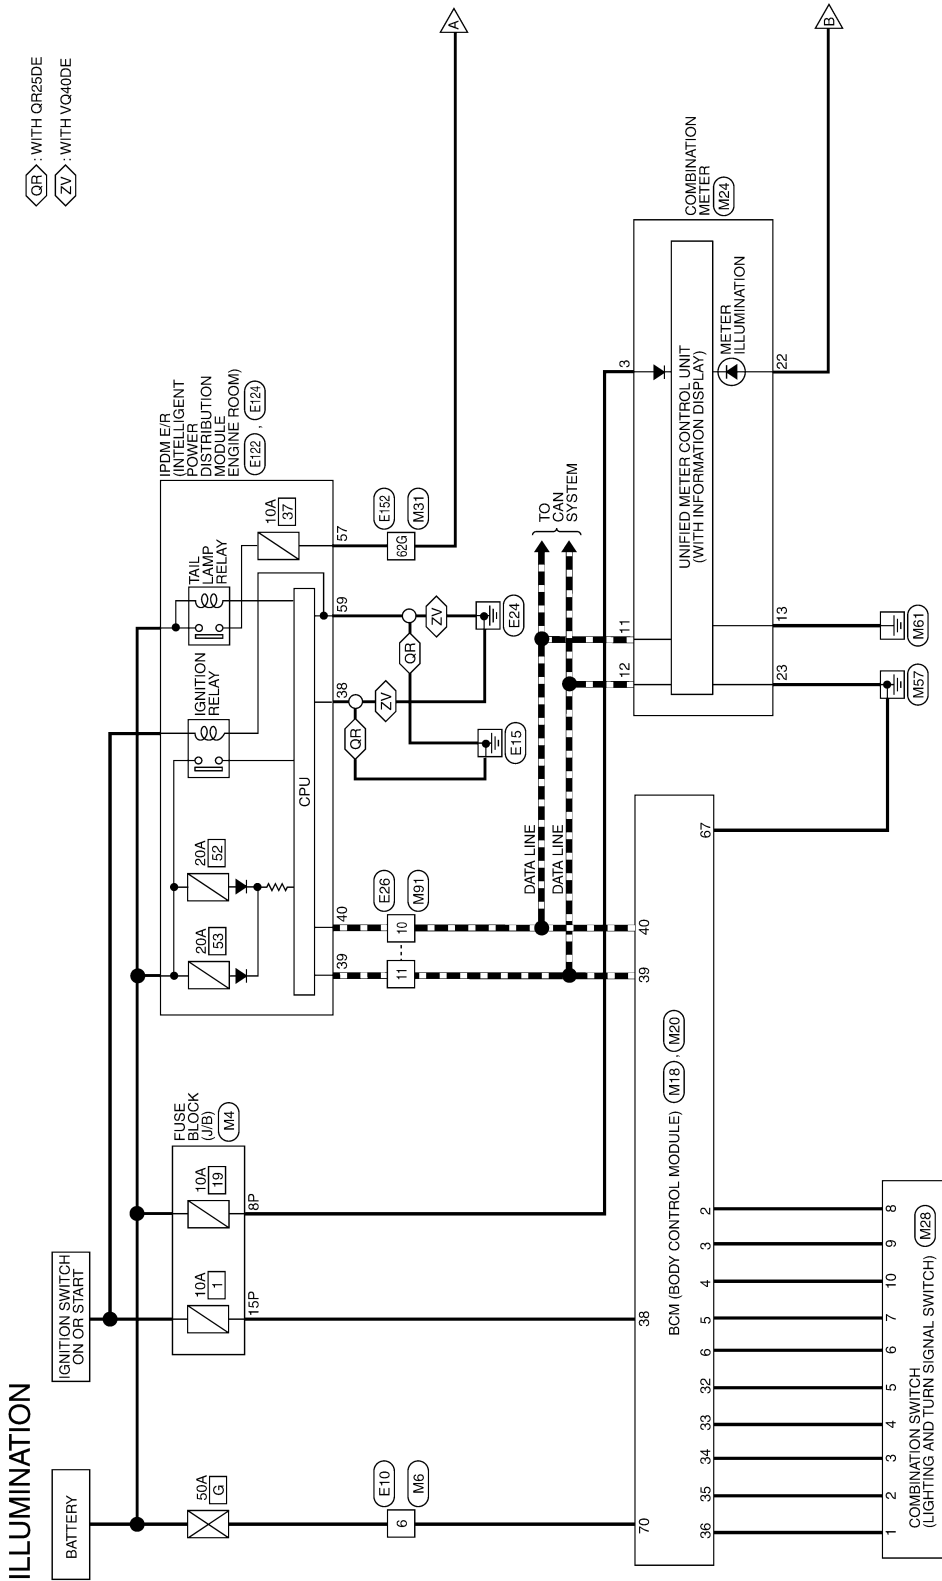 ILLUMINATION
QR : WITH QR25DE
ZV : WITH VQ40DE
BATTERY
IGNITION SWITCH
ON OR START
50A
G
10A
1
10A
19
FUSE
BLOCK
(J/B)
M4
15P
8P
20A
53
20A
52
IGNITION
RELAY
TAIL
LAMP
RELAY
10A
37
IPDM E/R
(INTELLIGENT
POWER
DISTRIBUTION
MODULE
ENGINE ROOM)
E122 , E124
CPU
39
40
38
59
57
E10
6
M6
E26
11
10
M91
QR
ZV
QR
ZV
E15
E24
E152
62G
M31
A
DATA LINE
DATA LINE
TO
CAN
SYSTEM
COMBINATION
METER
M24
70
38
39
40
12
11
3
BCM (BODY CONTROL MODULE) M18 , M20
UNIFIED METER CONTROL UNIT
(WITH INFORMATION DISPLAY)
METER
ILLUMINATION
36
35
34
33
32
6
5
4
3
2
67
23
13
22
M57
M61
B
1
2
3
4
5
6
7
10
9
8
COMBINATION SWITCH
(LIGHTING AND TURN SIGNAL SWITCH)
M28